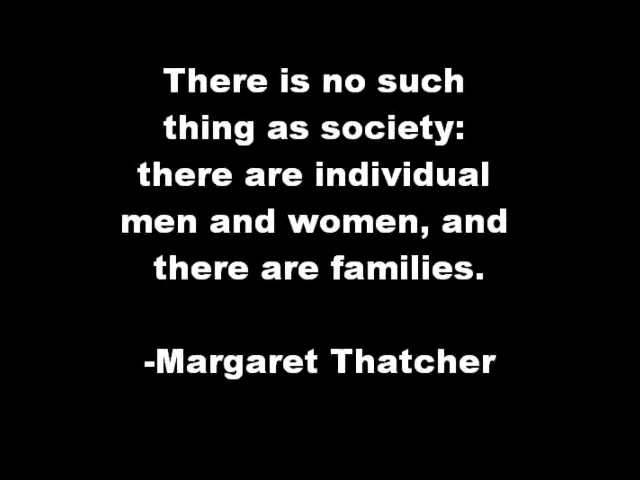 There is no such
thing as society:
there are individual
men and women, and
there are families.
-Margaret Thatcher